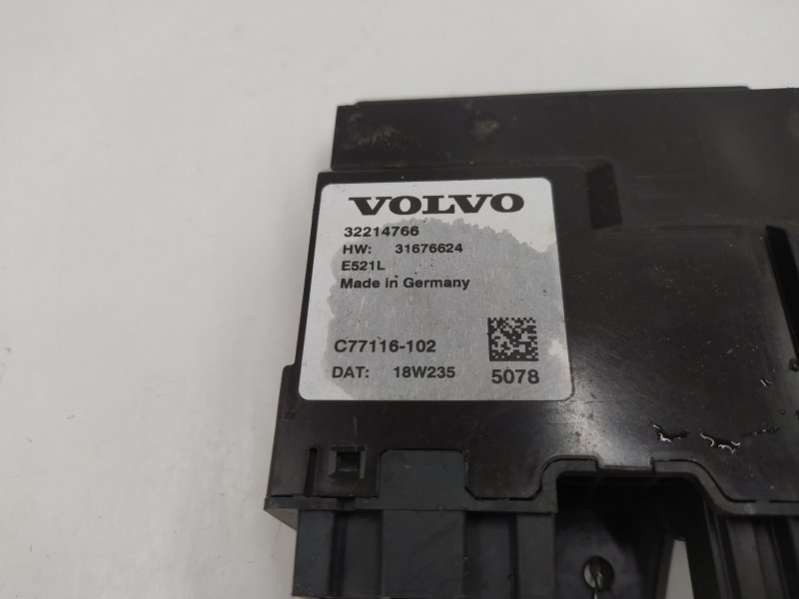 VOLVO
32214766
HW: 31676624
E521L
Made in Germany
C77116-102
DAT: 18W235 5078